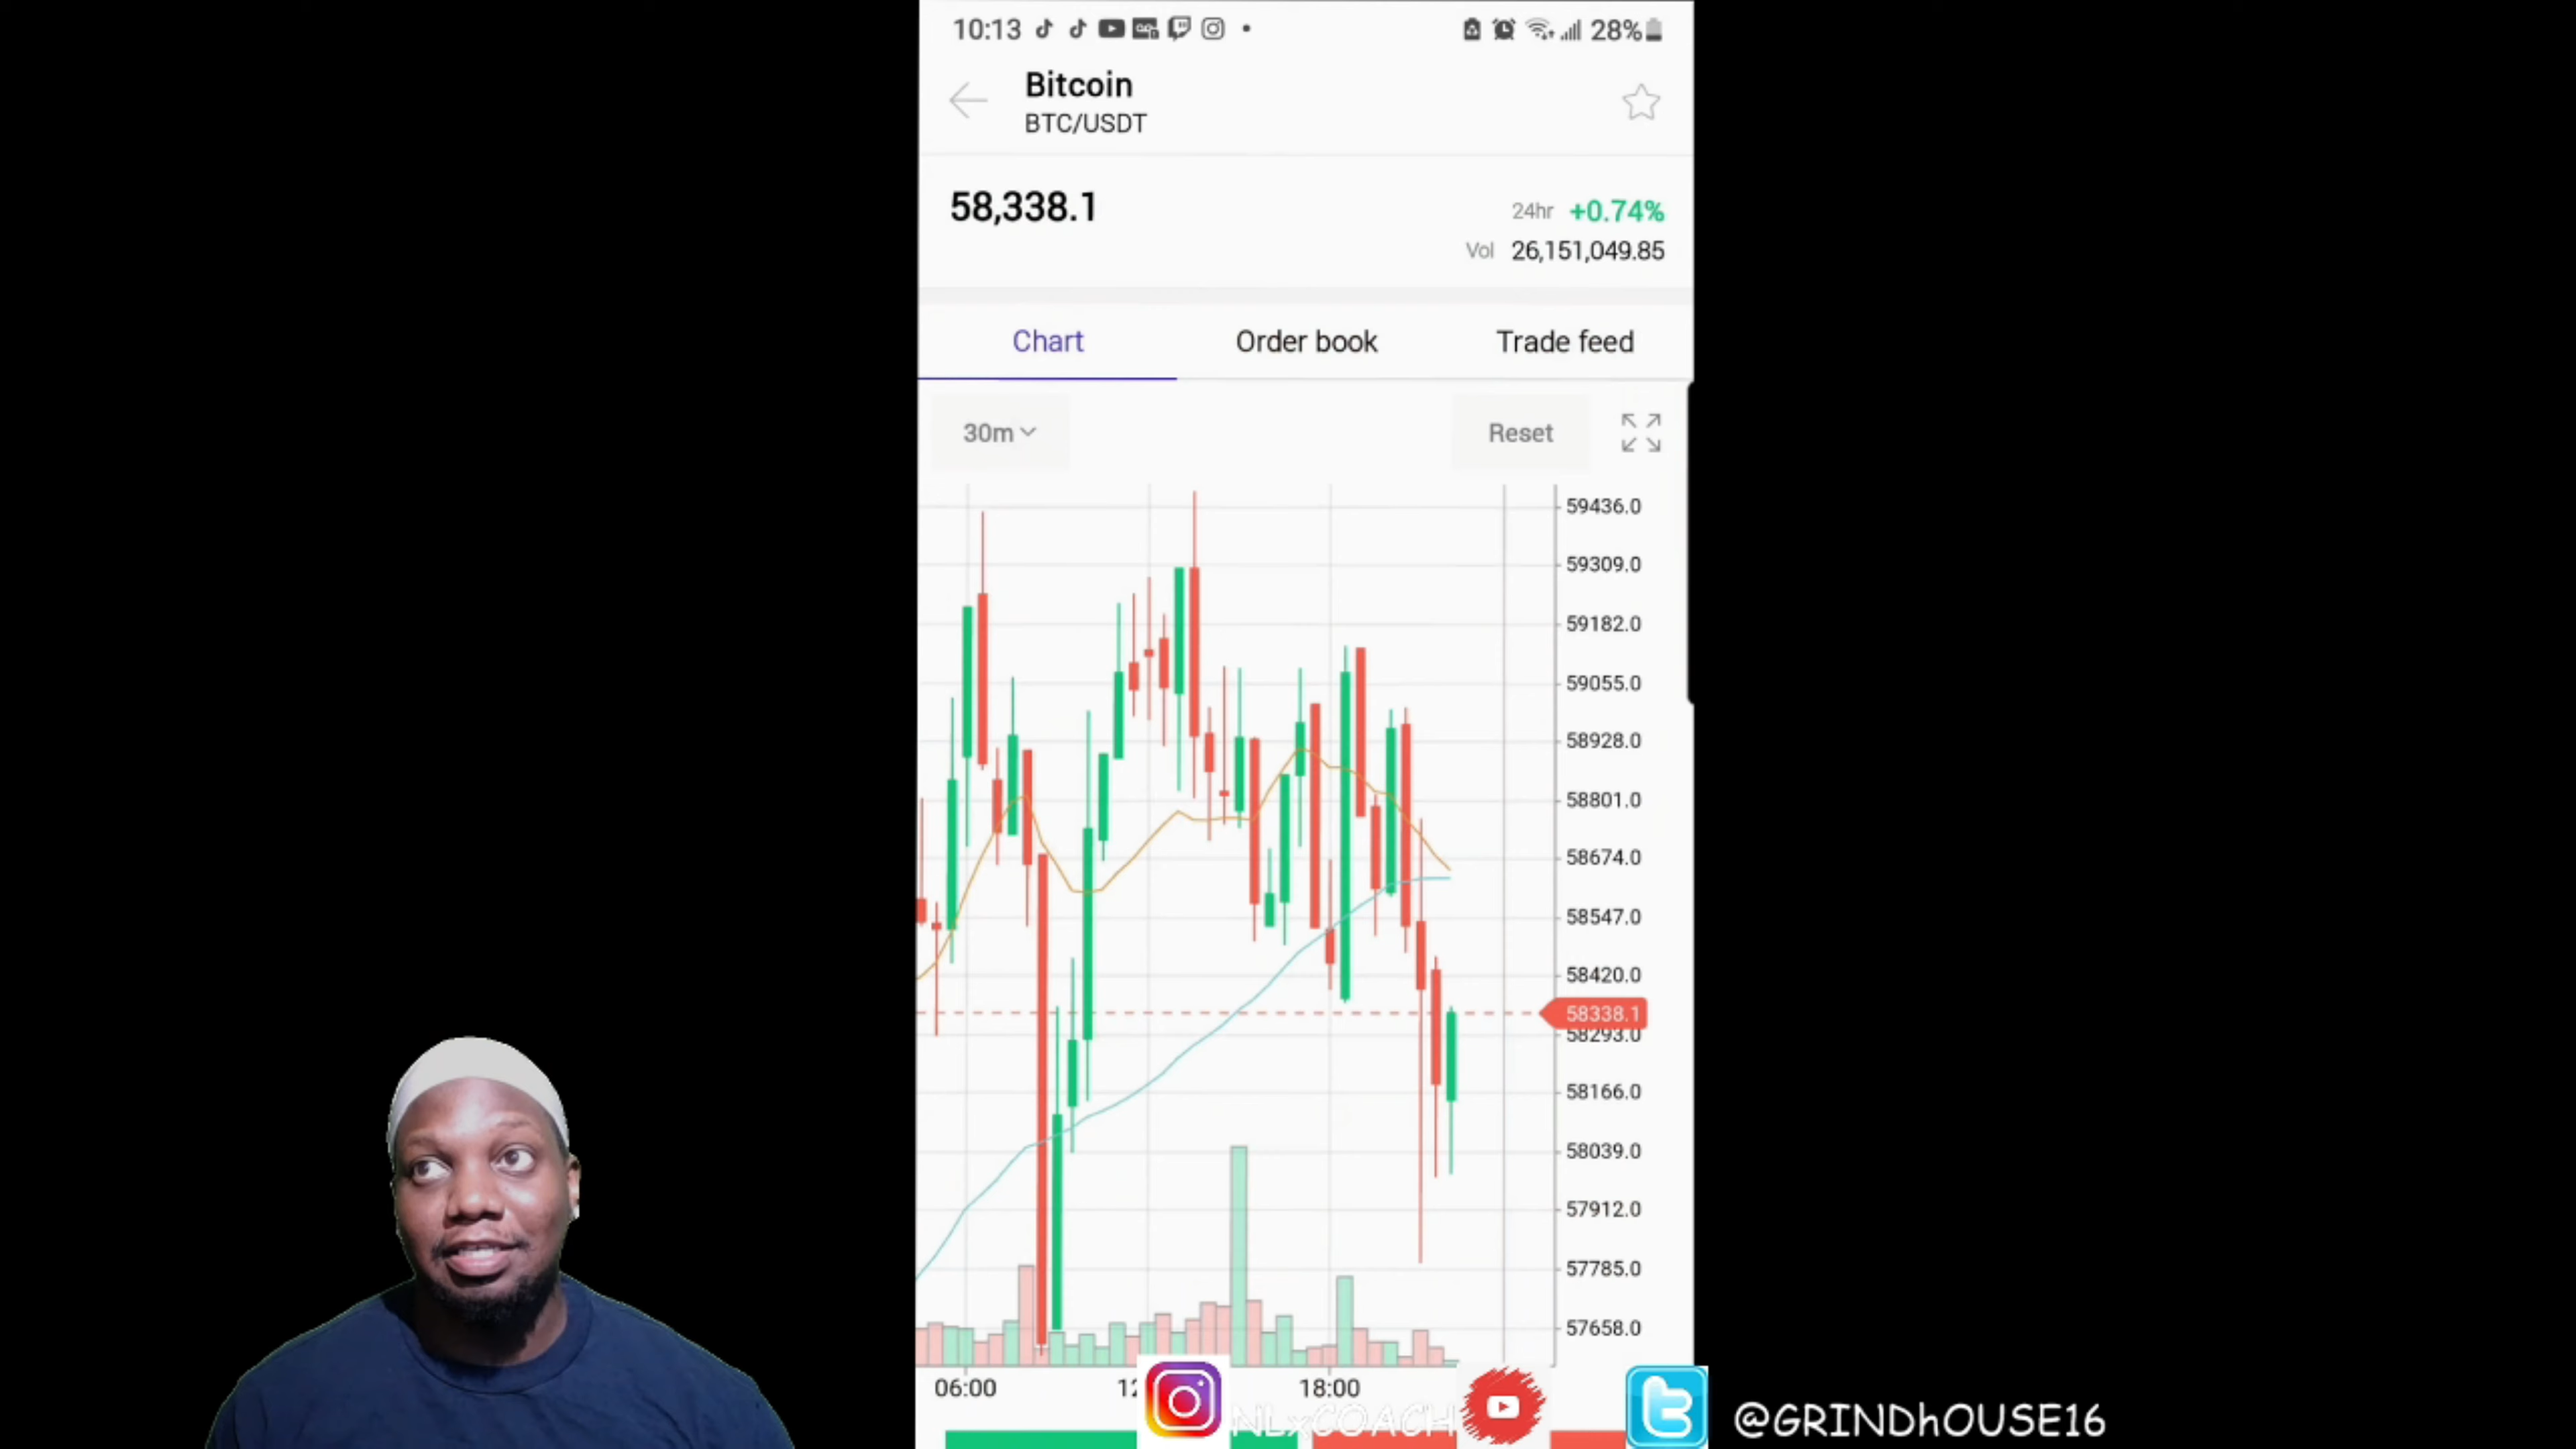 10:13
28%
Bitcoin
BTC/USDT
58,338.1
24hr +0.74%
Vol 26,151,049.85
Chart Order book Trade feed
30m Reset
59436.0
59309.0
59182.0
59055.0
58928.0
58801.0
58674.0
58547.0
58420.0
58338.1
58293.0
58166.0
58039.0
57912.0
57785.0
57658.0
06:00 18:00
NLxCOACH @GRINDhOUSE16